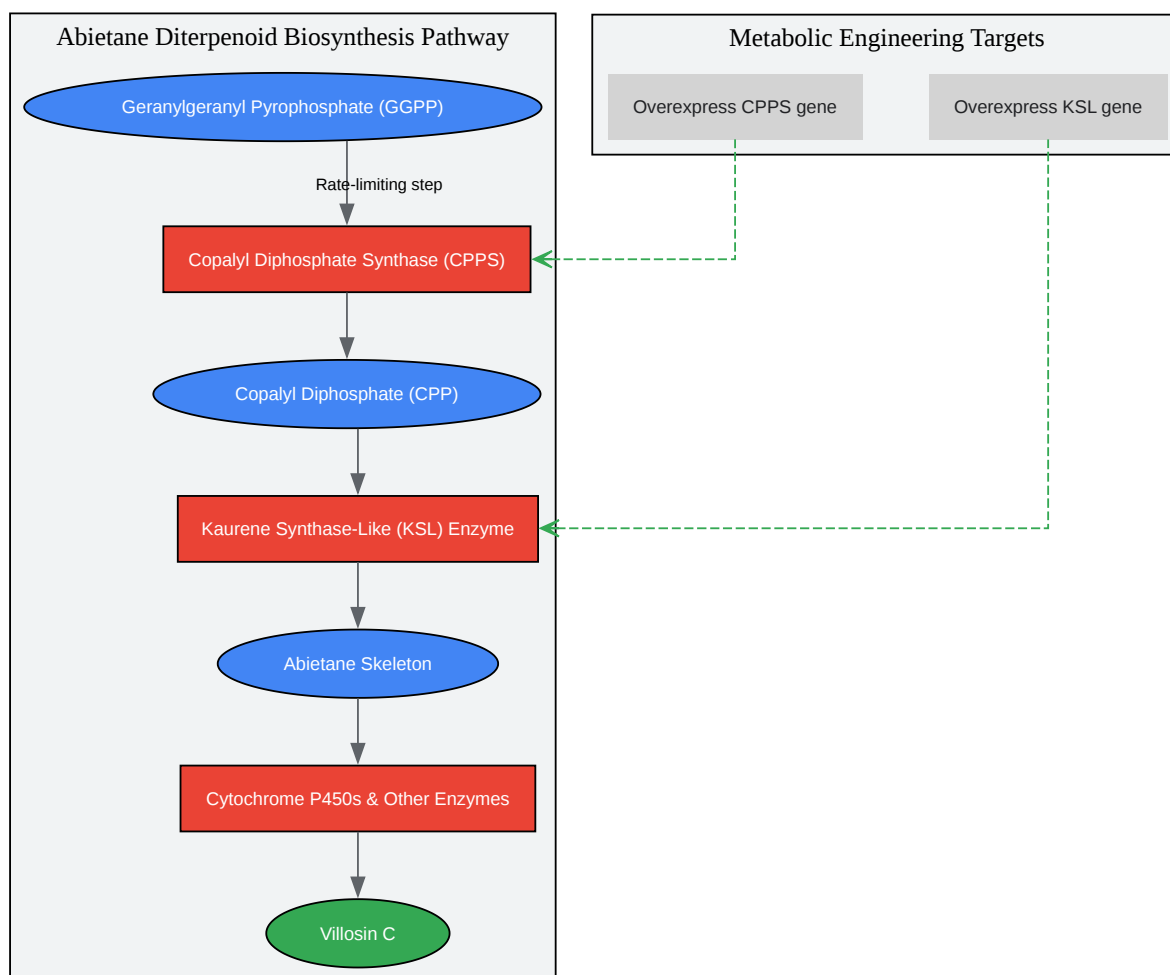 Abietane Diterpenoid Biosynthesis Pathway
Geranylgeranyl Pyrophosphate (GGPP)
Rate-limiting step
Copalyl Diphosphate Synthase (CPPS)
Copalyl Diphosphate (CPP)
Kaurene Synthase-Like (KSL) Enzyme
Abietane Skeleton
Cytochrome P450s & Other Enzymes
Villosin C
Metabolic Engineering Targets
Overexpress CPPS gene
Overexpress KSL gene